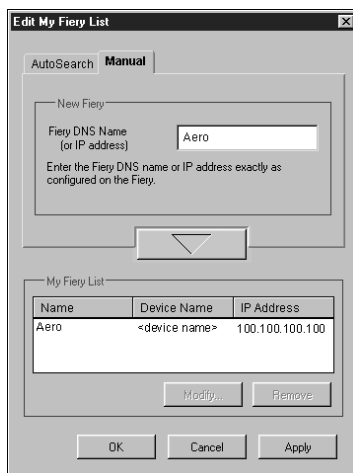 Edit My Fiery List
AutoSearch Manual
New Fiery
Fiery DNS Name
(or IP address)
Aero
Enter the Fiery DNS name or IP address exactly as
configured on the Fiery.
My Fiery List
Name Device Name IP Address
Aero <device name> 100.100.100.100
Modify... Remove
OK Cancel Apply